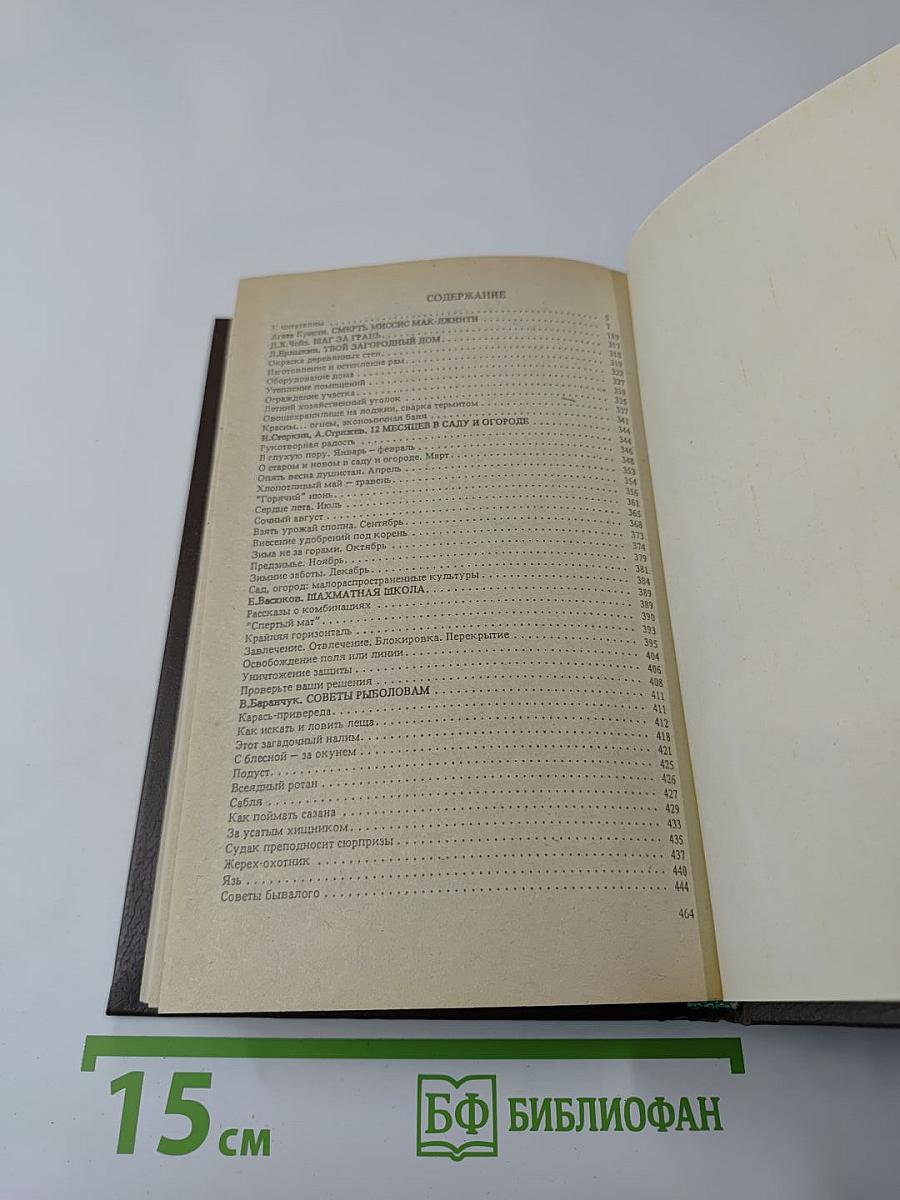 СОДЕРЖАНИЕ
К читателям . . . 5
Агата Кристи. СМЕРТЬ МИССИС МАК-ДЖИНТИ . . . 7
Д.Х.Чейз. ШАГ ЗА ГРАНЬ . . . 189
Л.Ерлыкин. ТВОЙ ЗАГОРОДНЫЙ ДОМ . . . 317
Окраска деревянных стен . . . 318
Изготовление и остекление рам . . . 319
Оборудование дома . . . 322
Утепление помещений . . . 327
Ограждение участка . . . 330
Летний хозяйственный уголок . . . 335
Овощехранилище на лоджии, сварка термитом . . . 337
Красим... огнем, экономичная баня . . . 341
И.Стеркин, А.Стрижев. 12 МЕСЯЦЕВ В САДУ И ОГОРОДЕ . . . 344
Рукотворная радость . . . 344
В глухую пору. Январь – февраль . . . 346
О старом и новом в саду и огороде. Март . . . 348
Опять весна душистая. Апрель . . . 353
Хлопотливый май – травень . . . 354
"Горячий" июнь . . . 356
Сердце лета. Июль . . . 361
Сочный август . . . 365
Взять урожай сполна. Сентябрь . . . 368
Внесение удобрений под корень . . . 373
Зима не за горами. Октябрь . . . 374
Предзимье. Ноябрь . . . 379
Зимние заботы. Декабрь . . . 381
Сад, огород: малораспространенные культуры . . . 384
Е.Васюков. ШАХМАТНАЯ ШКОЛА . . . 389
Рассказы о комбинациях . . . 389
"Спертый мат" . . . 390
Крайняя горизонталь . . . 393
Завлечение. Отвлечение. Блокировка. Перекрытие . . . 395
Освобождение поля или линии . . . 404
Уничтожение защиты . . . 406
Проверьте ваши решения . . . 408
В.Баранчук. СОВЕТЫ РЫБОЛОВАМ . . . 411
Карась-привереда . . . 411
Как искать и ловить леща . . . 412
Этот загадочный налим . . . 418
С блесной – за окунем . . . 421
Подуст . . . 425
Всеядный ротан . . . 426
Сабля . . . 427
Как поймать сазана . . . 429
За усатым хищником . . . 433
Судак преподносит сюрпризы . . . 435
Жерех-охотник . . . 437
Язь . . . 440
Советы бывалого . . . 444
464
15 см
БФ БИБЛИОФАН